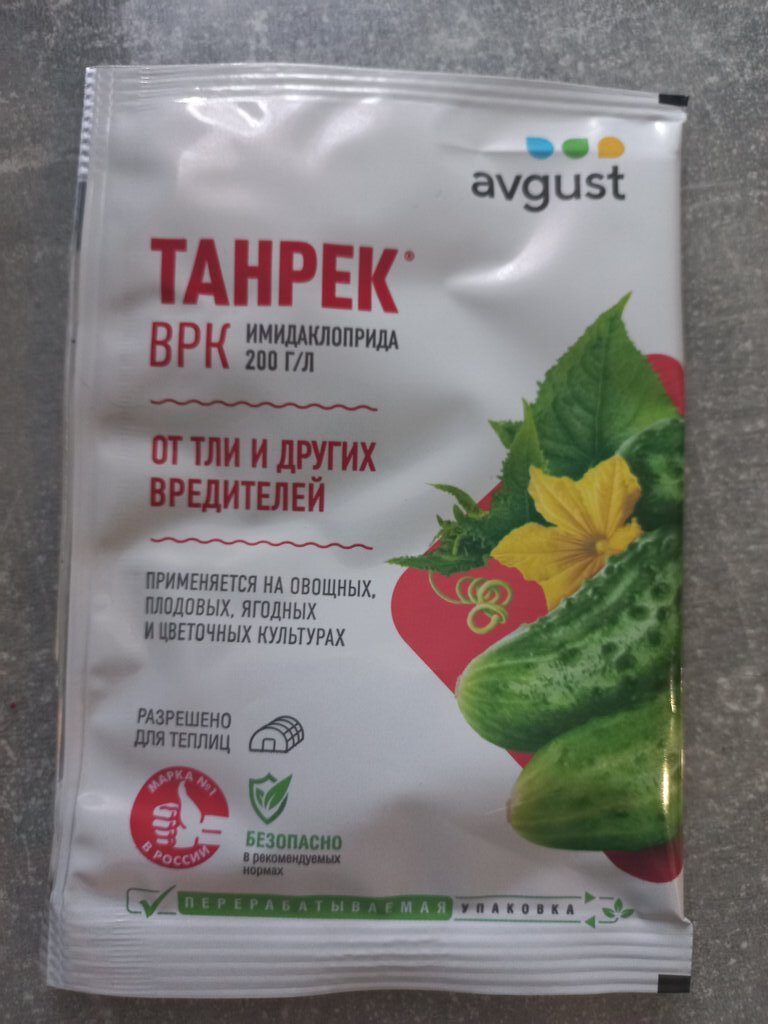 avgust
ТАНРЕК®
ВРК
ИМИДАКЛОПРИДА
200 Г/Л
ОТ ТЛИ И ДРУГИХ
ВРЕДИТЕЛЕЙ
ПРИМЕНЯЕТСЯ НА ОВОЩНЫХ,
ПЛОДОВЫХ, ЯГОДНЫХ
И ЦВЕТОЧНЫХ КУЛЬТУРАХ
РАЗРЕШЕНО
ДЛЯ ТЕПЛИЦ
МАРКА №1
В РОССИИ
БЕЗОПАСНО
в рекомендуемых
нормах
ПЕРЕРАБАТЫВАЕМАЯ УПАКОВКА